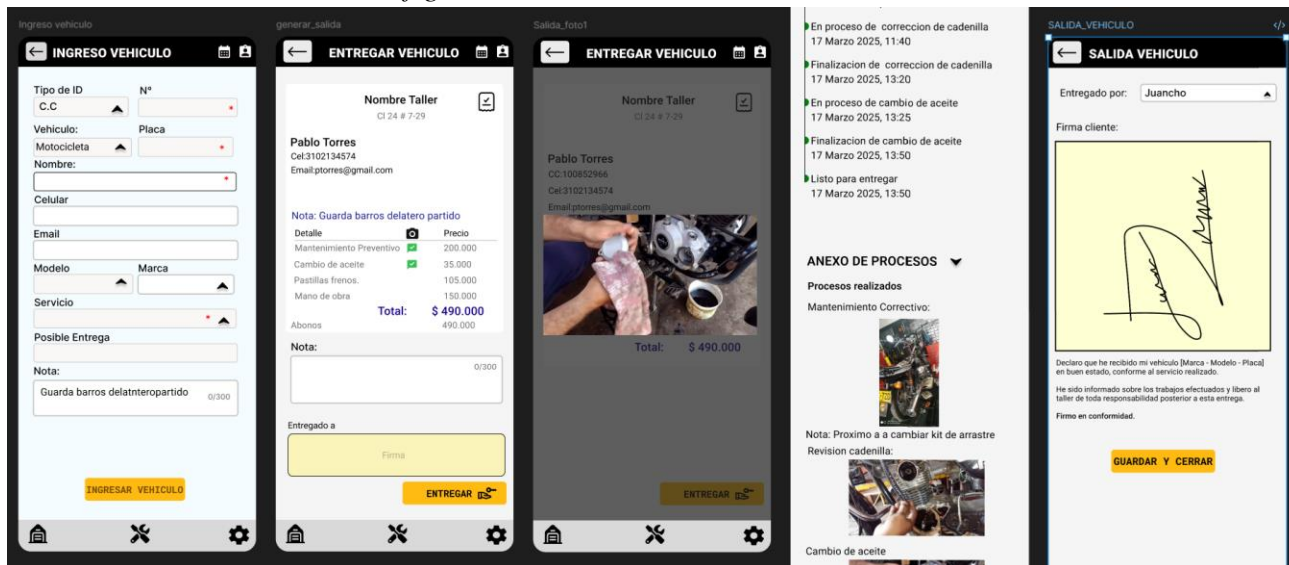 Ingreso vehiculo
INGRESO VEHICULO
Tipo de ID
Nº
C.C
*
Vehiculo:
Placa
Motocicleta
*
Nombre:
*
Celular
Email
Modelo
Marca
Servicio
*
Posible Entrega
Nota:
Guarda barros delatnteropartido
0/300
INGRESAR VEHICULO
generar_salida
ENTREGAR VEHICULO
Nombre Taller
Cl 24 # 7-29
Pablo Torres
Cel:3102134574
Email:ptorres@gmail.com
Nota: Guarda barros delatero partido
Detalle
Precio
Mantenimiento Preventivo
200.000
Cambio de aceite
35.000
Pastillas frenos.
105.000
Mano de obra
150.000
Total:
$ 490.000
Abonos
490.000
Nota:
0/300
Entregado a
Firma
ENTREGAR
Salida_foto1
ENTREGAR VEHICULO
Nombre Taller
Cl 24 # 7-29
Pablo Torres
CC:100852966
Cel:3102134574
Email:ptorres@gmail.com
Total:
$ 490.000
ENTREGAR
En proceso de correccion de cadenilla
17 Marzo 2025, 11:40
Finalizacion de correccion de cadenilla
17 Marzo 2025, 13:20
En proceso de cambio de aceite
17 Marzo 2025, 13:25
Finalizacion de cambio de aceite
17 Marzo 2025, 13:50
Listo para entregar
17 Marzo 2025, 13:50
ANEXO DE PROCESOS
Procesos realizados
Mantenimiento Correctivo:
Nota: Proximo a a cambiar kit de arrastre
Revision cadenilla:
Cambio de aceite
SALIDA_VEHICULO
</>
SALIDA VEHICULO
Entregado por:
Juancho
Firma cliente:
Declaro que he recibido mi vehiculo [Marca - Modelo - Placa]
en buen estado, conforme al servicio realizado.
He sido informado sobre los trabajos efectuados y libero al
taller de toda responsabilidad posterior a esta entrega.
Firmo en conformidad.
GUARDAR Y CERRAR